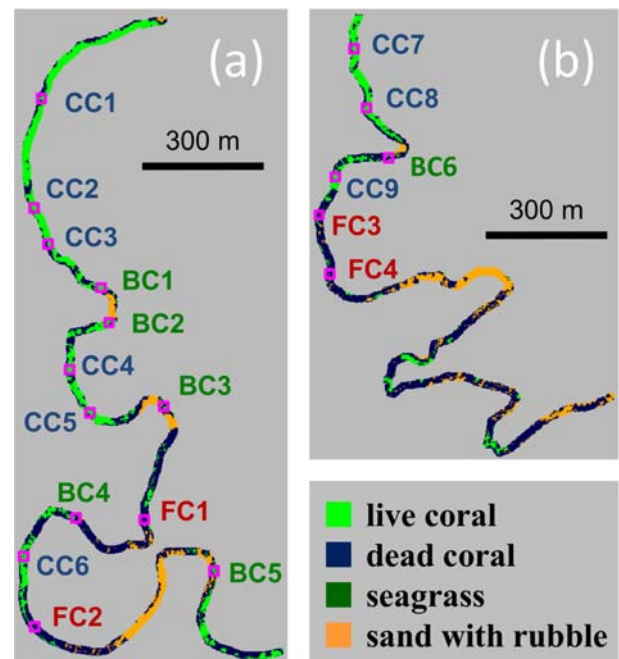 (a)
CC1
300 m
CC2
CC3
BC1
BC2
CC4
BC3
CC5
BC4
FC1
CC6
BC5
FC2
(b)
CC7
CC8
BC6
CC9
FC3
300 m
FC4
live coral
dead coral
seagrass
sand with rubble